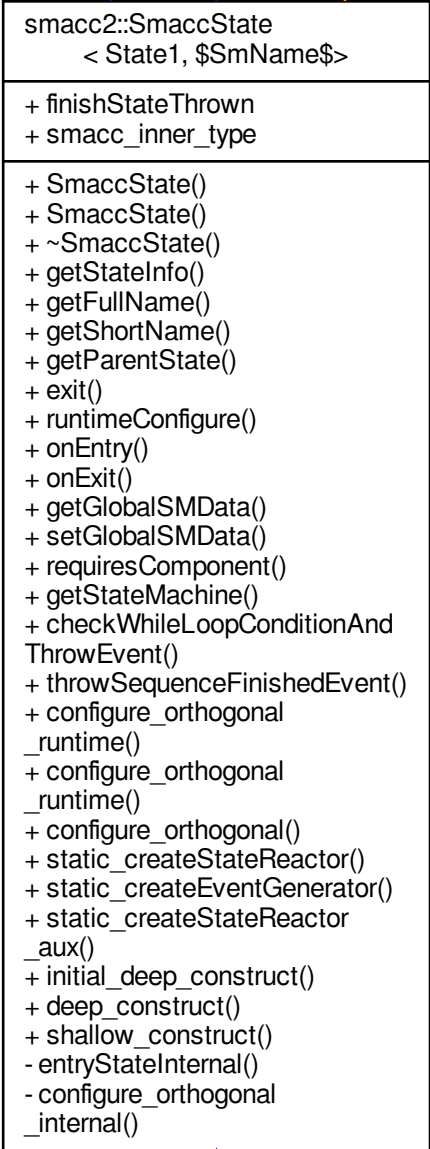 smacc2::SmaccState
< State1, $SmName$>
+ finishStateThrown
+ smacc_inner_type
+ SmaccState()
+ SmaccState()
+ ~SmaccState()
+ getStateInfo()
+ getFullName()
+ getShortName()
+ getParentState()
+ exit()
+ runtimeConfigure()
+ onEntry()
+ onExit()
+ getGlobalSMData()
+ setGlobalSMData()
+ requiresComponent()
+ getStateMachine()
+ checkWhileLoopConditionAnd
ThrowEvent()
+ throwSequenceFinishedEvent()
+ configure_orthogonal
_runtime()
+ configure_orthogonal
_runtime()
+ configure_orthogonal()
+ static_createStateReactor()
+ static_createEventGenerator()
+ static_createStateReactor
_aux()
+ initial_deep_construct()
+ deep_construct()
+ shallow_construct()
- entryStateInternal()
- configure_orthogonal
_internal()